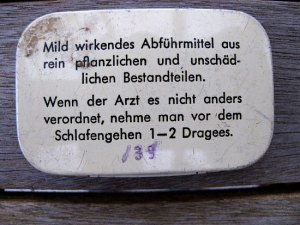 Mild wirkendes Abführmittel aus
rein pflanzlichen und unschäd-
lichen Bestandteilen.
Wenn der Arzt es nicht anders
verordnet, nehme man vor dem
Schlafengehen 1—2 Dragees.